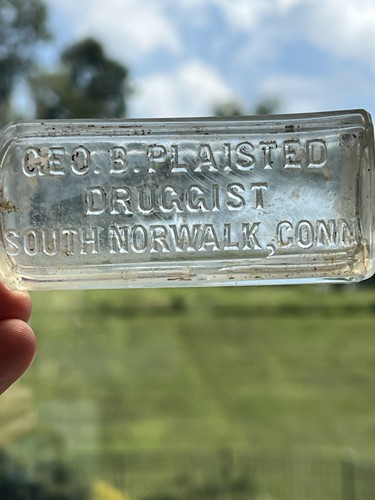 GEO. B. PLAISTED
DRUGGIST
SOUTH NORWALK, CONN